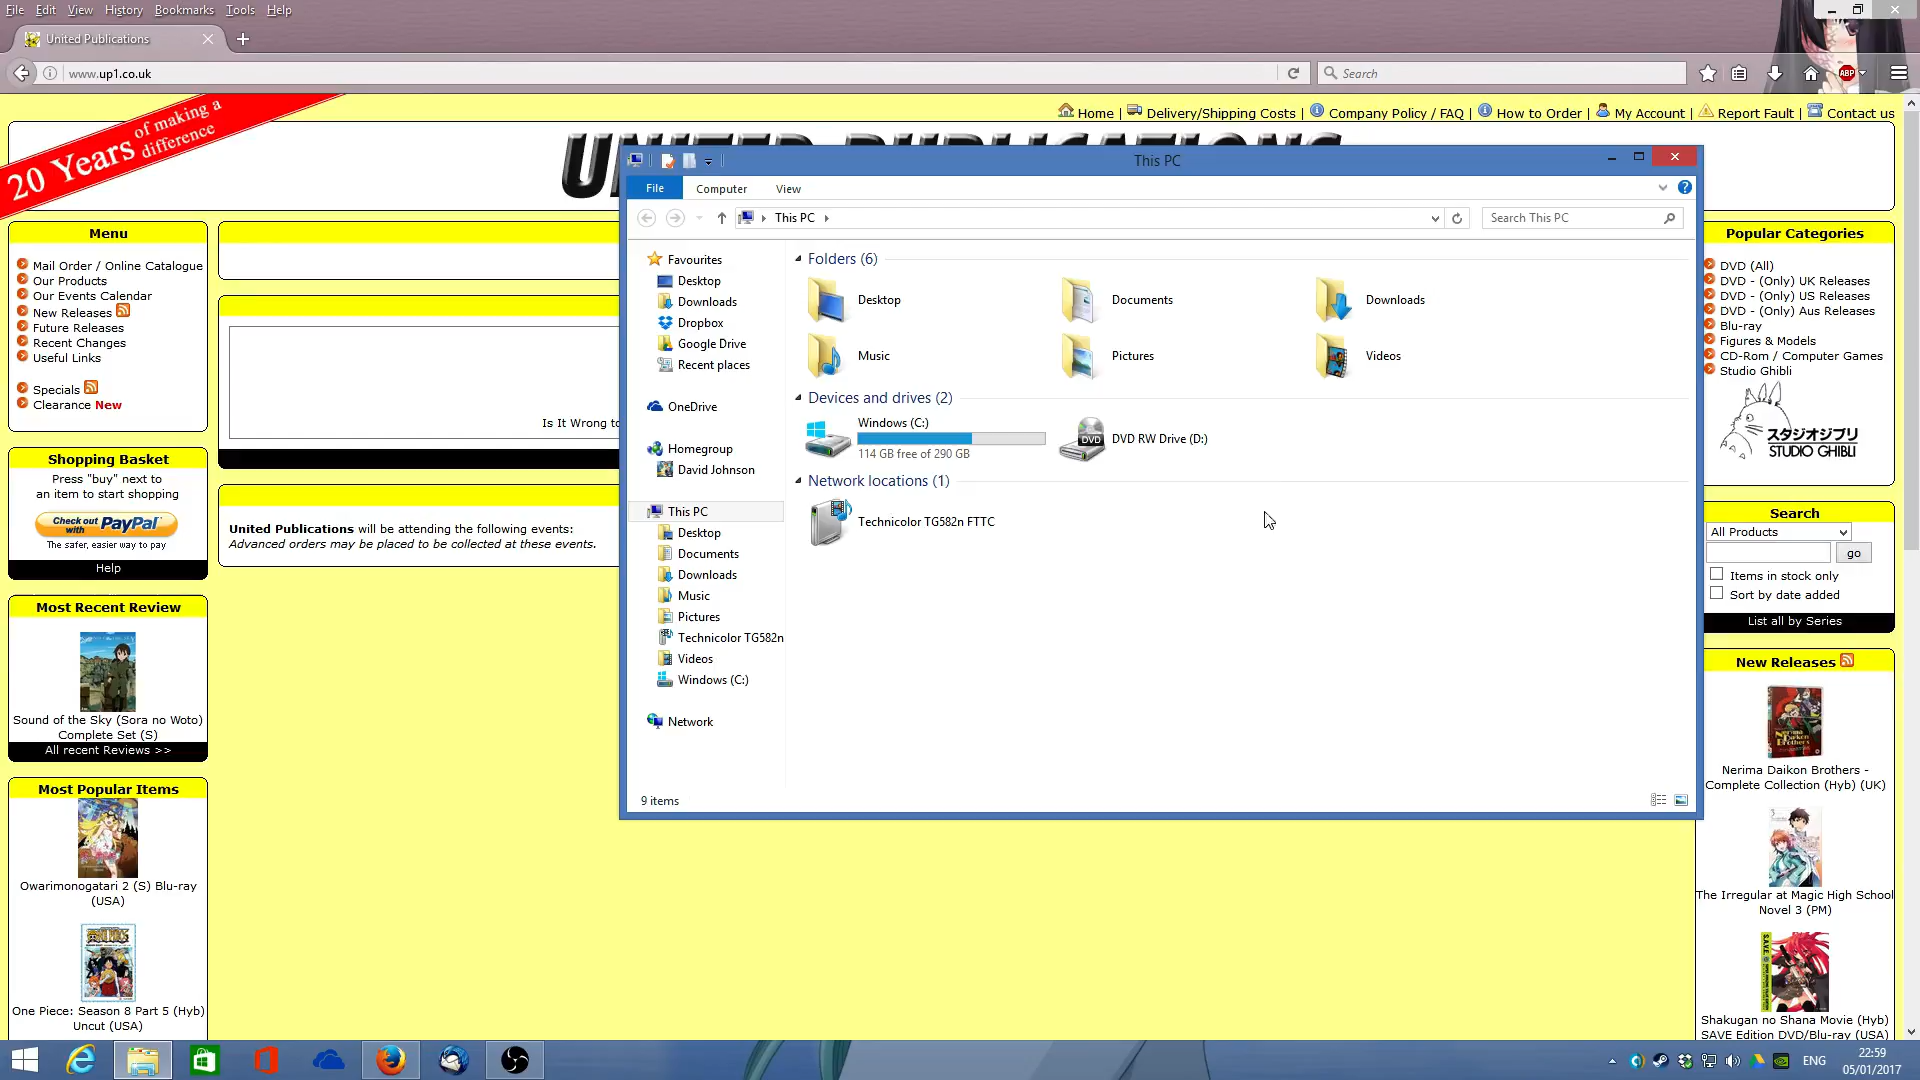 File Edit View History Bookmarks Tools Help
United Publications
www.up1.co.uk
Search
ABP
Home | Delivery/Shipping Costs | Company Policy / FAQ | How to Order | My Account | Report Fault | Contact us
20 Years of making a difference
UNITED PUBLICATIONS
Menu
Mail Order / Online Catalogue
Our Products
Our Events Calendar
New Releases
Future Releases
Recent Changes
Useful Links
Specials
Clearance New
Shopping Basket
Press "buy" next to
an item to start shopping
Check out with PayPal
The safer, easier way to pay
Help
Most Recent Review
Sound of the Sky (Sora no Woto)
Complete Set (S)
All recent Reviews >>
Most Popular Items
Owarimonogatari 2 (S) Blu-ray
(USA)
One Piece: Season 8 Part 5 (Hyb)
Uncut (USA)
Is It Wrong to
United Publications will be attending the following events:
Advanced orders may be placed to be collected at these events.
This PC
File Computer View
This PC
Search This PC
Favourites
Desktop
Downloads
Dropbox
Google Drive
Recent places
OneDrive
Homegroup
David Johnson
This PC
Desktop
Documents
Downloads
Music
Pictures
Technicolor TG582n
Videos
Windows (C:)
Network
Folders (6)
Desktop
Documents
Downloads
Music
Pictures
Videos
Devices and drives (2)
Windows (C:)
114 GB free of 290 GB
DVD
DVD RW Drive (D:)
Network locations (1)
Technicolor TG582n FTTC
9 items
Popular Categories
DVD (All)
DVD - (Only) UK Releases
DVD - (Only) US Releases
DVD - (Only) Aus Releases
Blu-ray
Figures & Models
CD-Rom / Computer Games
Studio Ghibli
スタジオジブリ
STUDIO GHIBLI
Search
All Products
go
Items in stock only
Sort by date added
List all by Series
New Releases
Nerima Daikon Brothers
Nerima Daikon Brothers -
Complete Collection (Hyb) (UK)
The Irregular at Magic High School
Novel 3 (PM)
S.A.V.E.
Shakugan no Shana Movie (Hyb)
SAVE Edition DVD/Blu-ray (USA)
ENG
22:59
05/01/2017